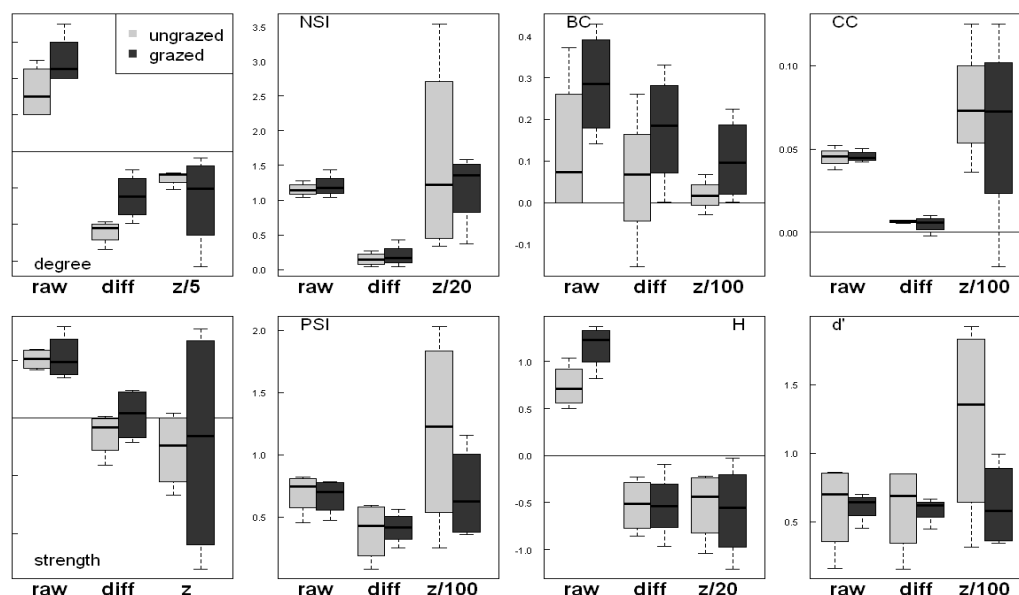 NSI
BC
CC
ungrazed
grazed
degree
raw diff z/5
3.5
3.0
2.5
2.0
1.5
1.0
0.5
0.0
raw diff z/20
0.4
0.3
0.2
0.1
0.0
-0.1
raw diff z/100
0.10
0.05
0.00
raw diff z/100
PSI
H
d'
strength
raw diff z
2.0
1.5
1.0
0.5
raw diff z/100
1.0
0.5
0.0
-0.5
-1.0
raw diff z/20
1.5
1.0
0.5
raw diff z/100